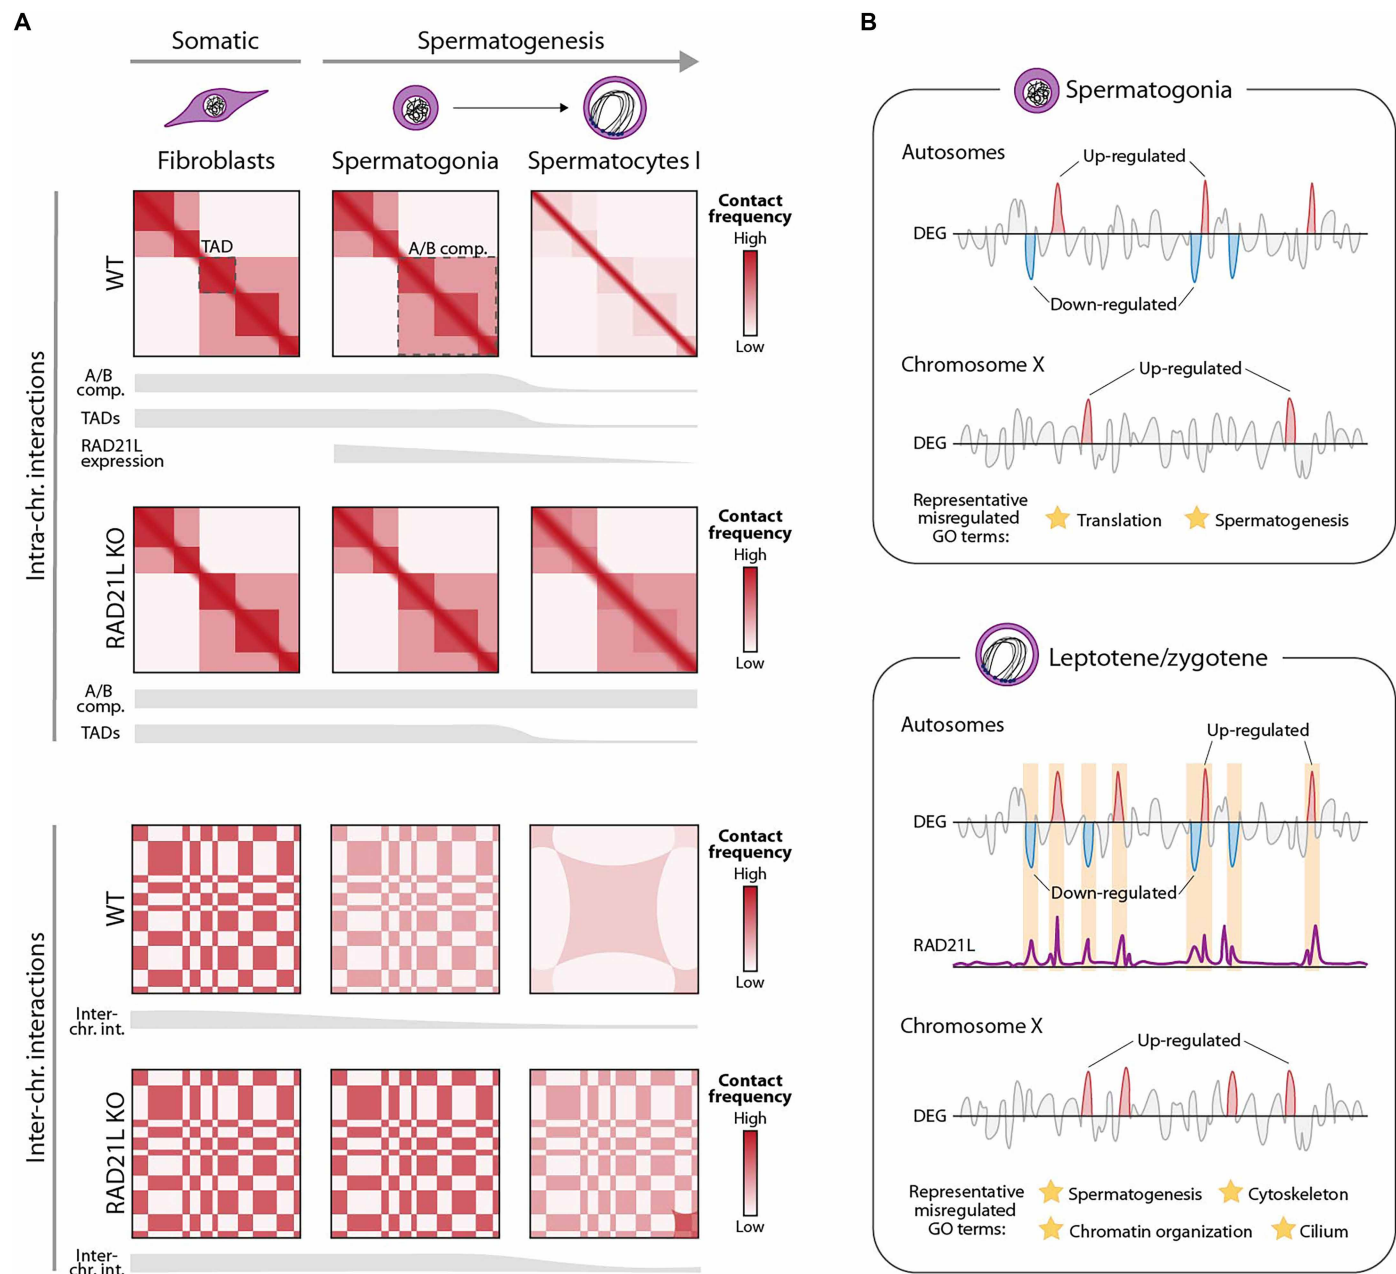 A
Somatic
Spermatogenesis
Fibroblasts
Spermatogonia
Spermatocytes I
Intra-chr. interactions
WT
TAD
A/B comp.
Contact
frequency
High
Low
A/B
comp.
TADs
RAD21L
expression
RAD21L KO
Contact
frequency
High
Low
A/B
comp.
TADs
Inter-chr. interactions
WT
Contact
frequency
High
Low
Inter-
chr. int.
RAD21L KO
Contact
frequency
High
Low
Inter-
chr. int.
B
Spermatogonia
Autosomes
Up-regulated
DEG
Down-regulated
Chromosome X
Up-regulated
DEG
Representative
misregulated
GO terms:
Translation
Spermatogenesis
Leptotene/zygotene
Autosomes
Up-regulated
DEG
Down-regulated
RAD21L
Chromosome X
Up-regulated
DEG
Representative
misregulated
GO terms:
Spermatogenesis
Cytoskeleton
Chromatin organization
Cilium